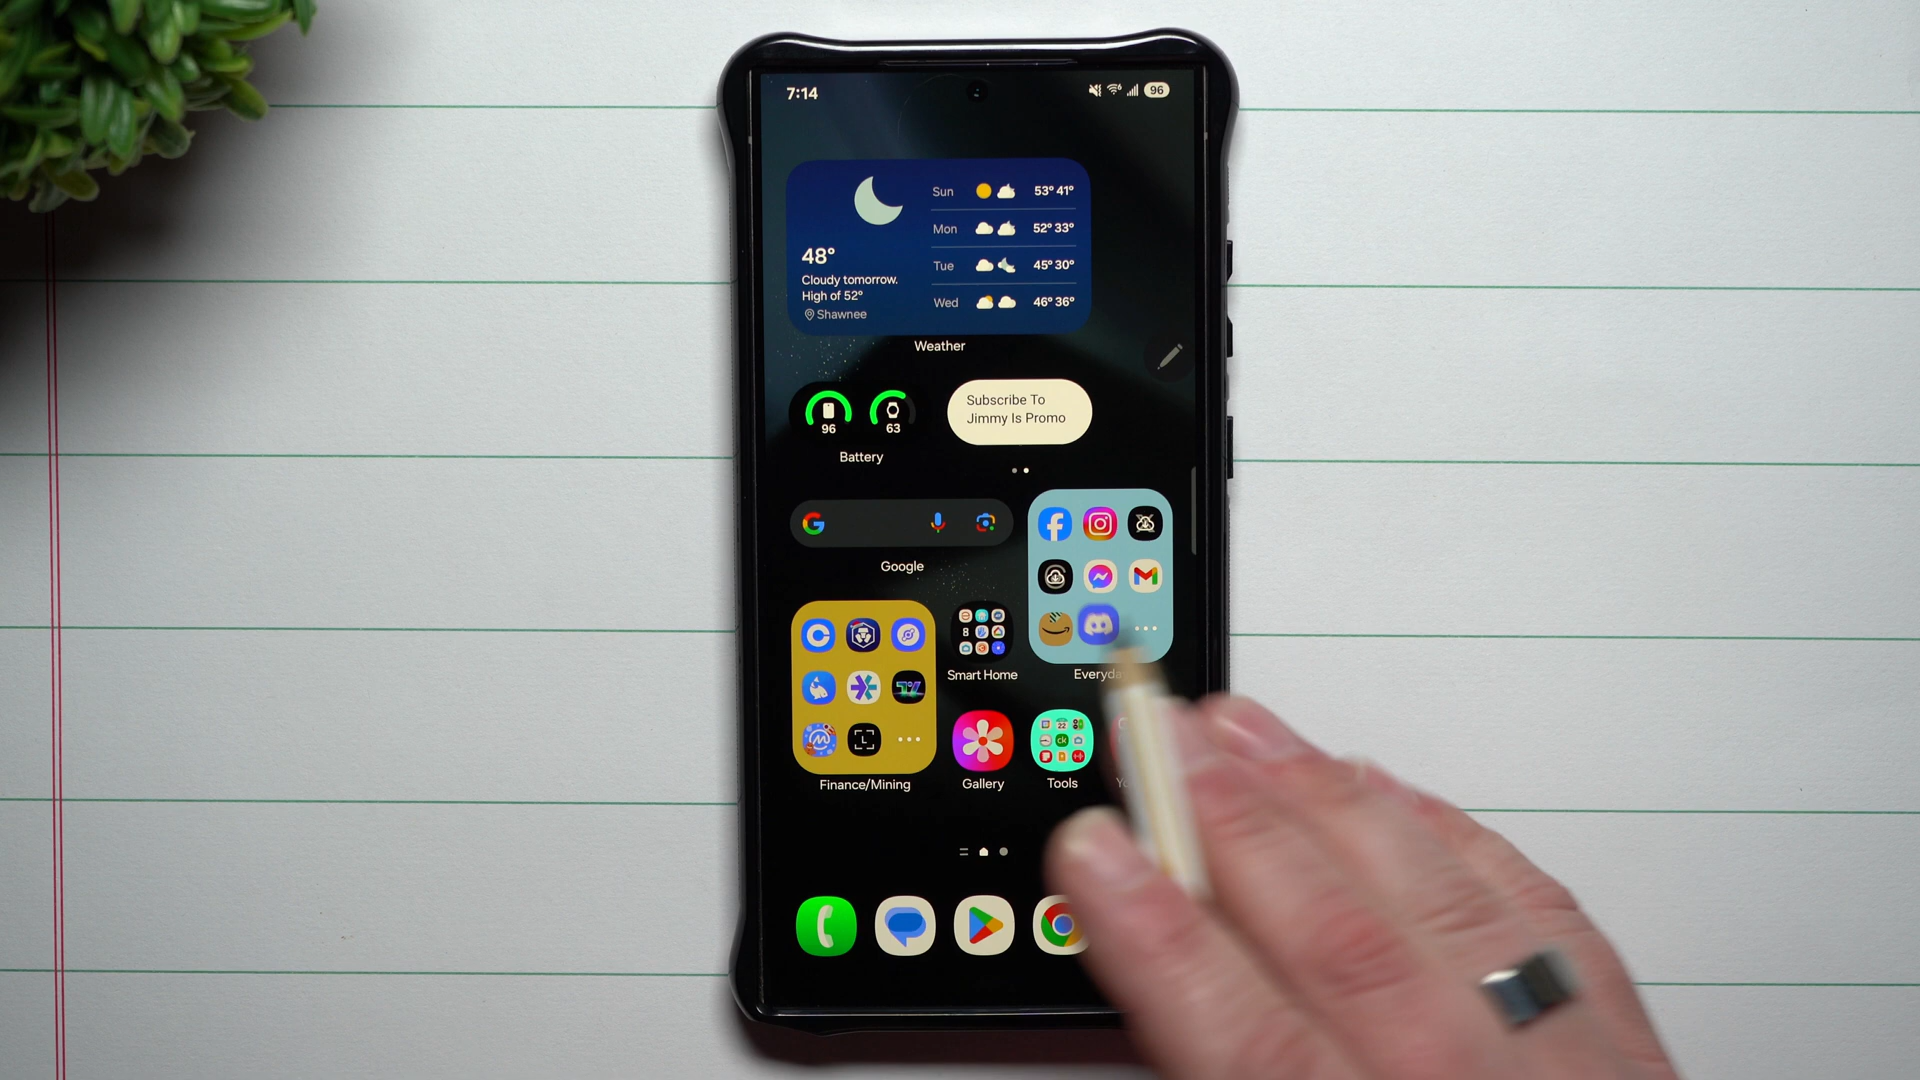 7:14
96
48°
Cloudy tomorrow.
High of 52°
Shawnee
Sun 53° 41°
Mon 52° 33°
Tue 45° 30°
Wed 46° 36°
Weather
96
63
Battery
Subscribe To
Jimmy Is Promo
Google
Smart Home
Finance/Mining
Gallery
Tools